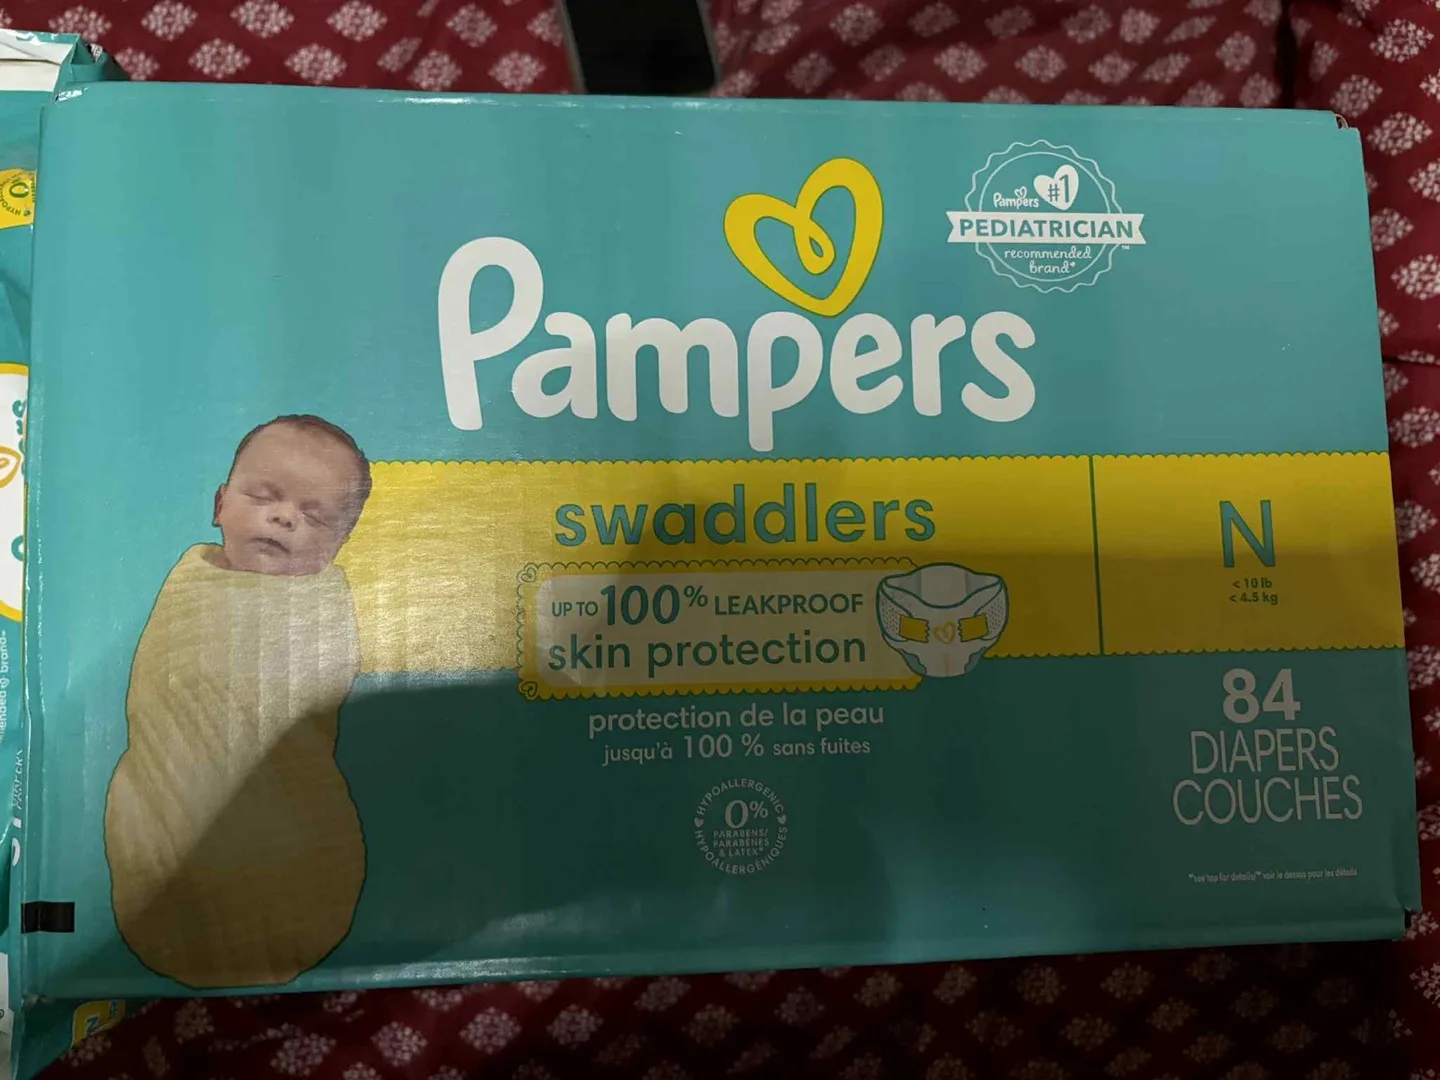 Pampers #1
PEDIATRICIAN™
recommended
brand*
Pampers
swaddlers
N
< 10 lb
< 4.5 kg
UP TO 100% LEAKPROOF
skin protection
protection de la peau
jusqu'à 100 % sans fuites
84
DIAPERS
COUCHES
HYPOALLERGENIC
0%
PARABENS/
PARABÈNES
& LATEX*
HYPOALLERGÉNIQUES
N